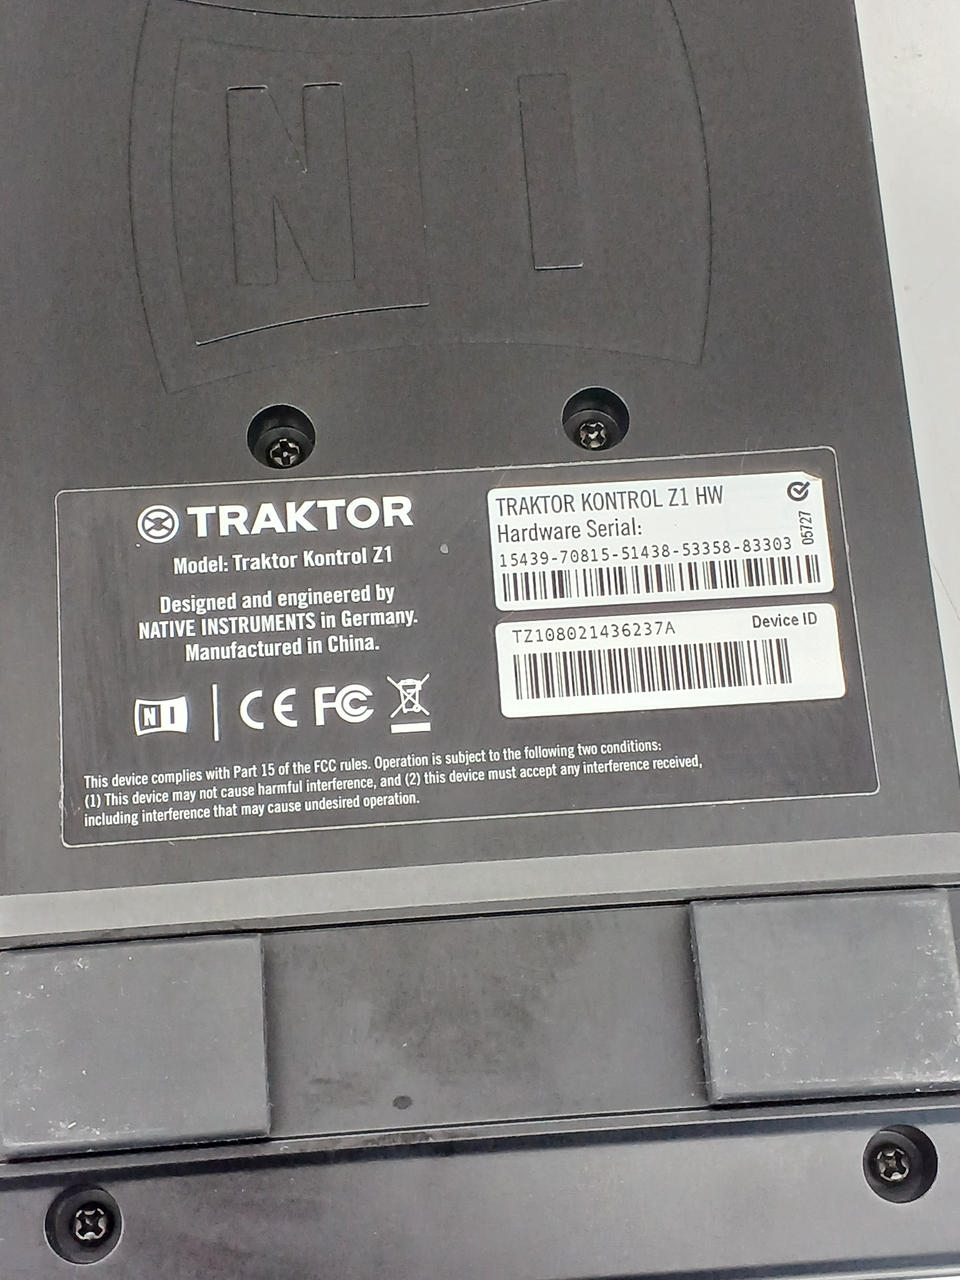 NI
TRAKTOR
Model: Traktor Kontrol Z1
Designed and engineered by
NATIVE INSTRUMENTS in Germany.
Manufactured in China.
NI
CE FC
TRAKTOR KONTROL Z1 HW
Hardware Serial:
15439-70815-51438-53358-83303
05727
TZ108021436237A
Device ID
This device complies with Part 15 of the FCC rules. Operation is subject to the following two conditions:
(1) This device may not cause harmful interference, and (2) this device must accept any interference received,
including interference that may cause undesired operation.